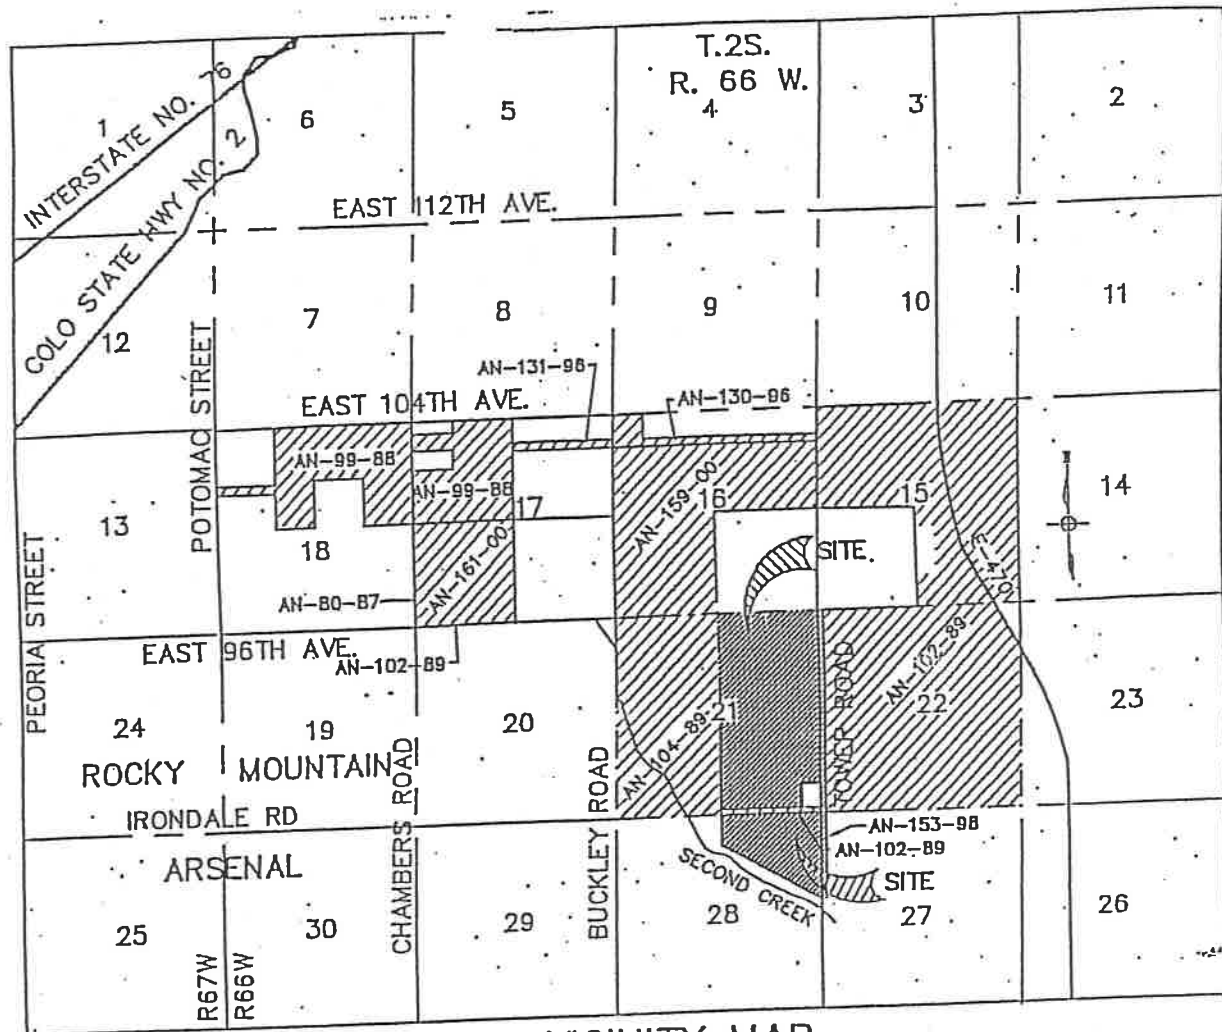 T.2S.
R. 66 W.
1
6
5
4
3
2
INTERSTATE NO. 76
COLO STATE HWY NO. 2
EAST 112TH AVE.
12
7
8
9
10
11
POTOMAC STREET
AN-131-96
EAST 104TH AVE.
AN-130-96
AN-99-88
AN-99-88
13
18
17
16
15
14
AN-159-00
SITE.
E-470
AN-161-00
AN-80-87
PEORIA STREET
EAST 96TH AVE.
AN-102-89
AN-102-89
24
19
20
21
22
23
AN-104-89
TOWER ROAD
ROCKY MOUNTAIN
CHAMBERS ROAD
BUCKLEY ROAD
IRONDALE RD
AN-153-98
AN-102-89
ARSENAL
SECOND CREEK
SITE
25
30
29
28
27
26
R67W
R66W
VICINITY MAP